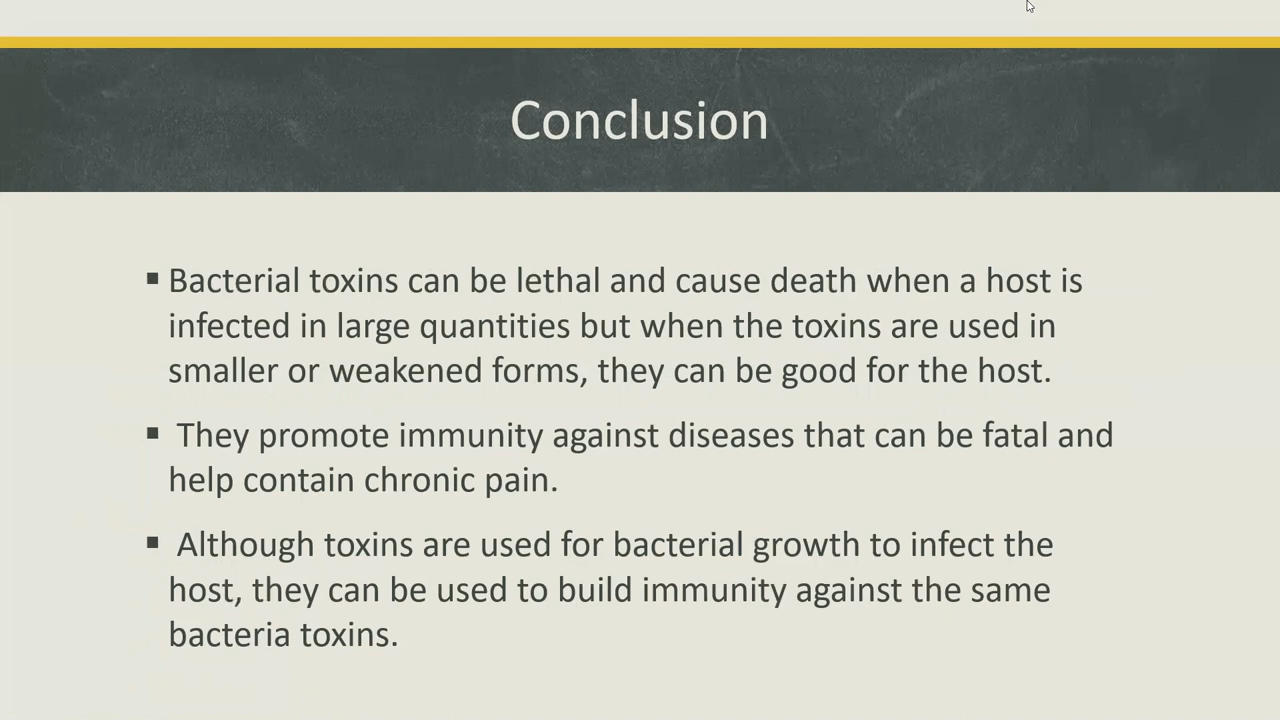 Conclusion
▪ Bacterial toxins can be lethal and cause death when a host is
infected in large quantities but when the toxins are used in
smaller or weakened forms, they can be good for the host.
▪ They promote immunity against diseases that can be fatal and
help contain chronic pain.
▪ Although toxins are used for bacterial growth to infect the
host, they can be used to build immunity against the same
bacteria toxins.